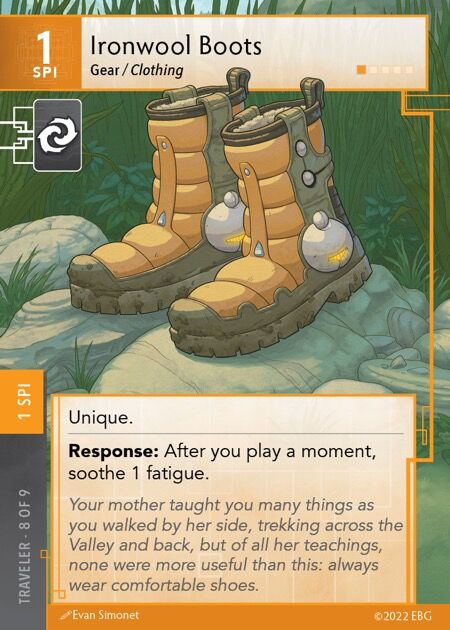 1
SPI
Ironwool Boots
Gear / Clothing
Unique.
Response: After you play a moment,
soothe 1 fatigue.
Your mother taught you many things as
you walked by her side, trekking across the
Valley and back, but of all her teachings,
none were more useful than this: always
wear comfortable shoes.
1 SPI
TRAVELER - 8 OF 9
Evan Simonet
©2022 EBG